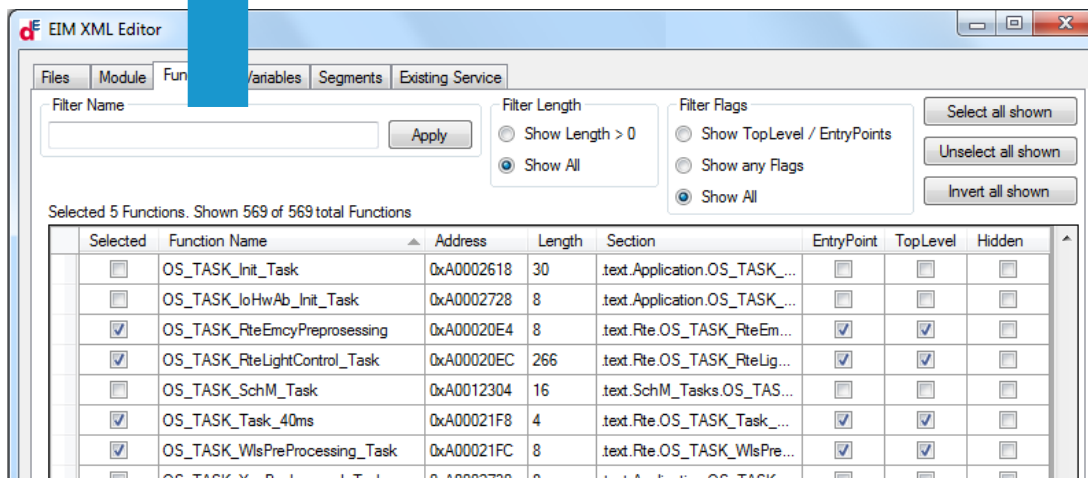 EIM XML Editor
Files Module Variables Segments Existing Service
Filter Name
Apply
Filter Length
Show Length > 0
Show All
Filter Flags
Show TopLevel / EntryPoints
Show any Flags
Show All
Select all shown
Unselect all shown
Invert all shown
Selected 5 Functions. Shown 569 of 569 total Functions
Selected Function Name Address Length Section EntryPoint TopLevel Hidden
OS_TASK_Init_Task 0xA0002618 30 .text.Application.OS_TASK_...
OS_TASK_IoHwAb_Init_Task 0xA0002728 8 .text.Application.OS_TASK_...
OS_TASK_RteEmcyPreprosessing 0xA00020E4 8 .text.Rte.OS_TASK_RteEm...
OS_TASK_RteLightControl_Task 0xA00020EC 266 .text.Rte.OS_TASK_RteLig...
OS_TASK_SchM_Task 0xA0012304 16 .text.SchM_Tasks.OS_TAS...
OS_TASK_Task_40ms 0xA00021F8 4 .text.Rte.OS_TASK_Task_...
OS_TASK_WlsPreProcessing_Task 0xA00021FC 8 .text.Rte.OS_TASK_WlsPre...